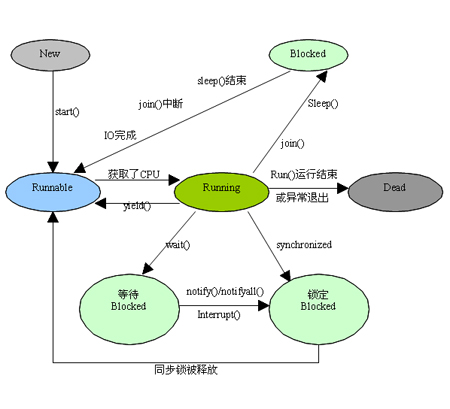 New
Blocked
sleep()结束
join()中断
Sleep()
start()
IO完成
join()
获取了CPU
Run()运行结束
Runnable
Running
Dead
或异常退出
yield()
wait()
synchronized
等待
Blocked
notify()/notifyall()
Interrupt()
锁定
Blocked
同步锁被释放